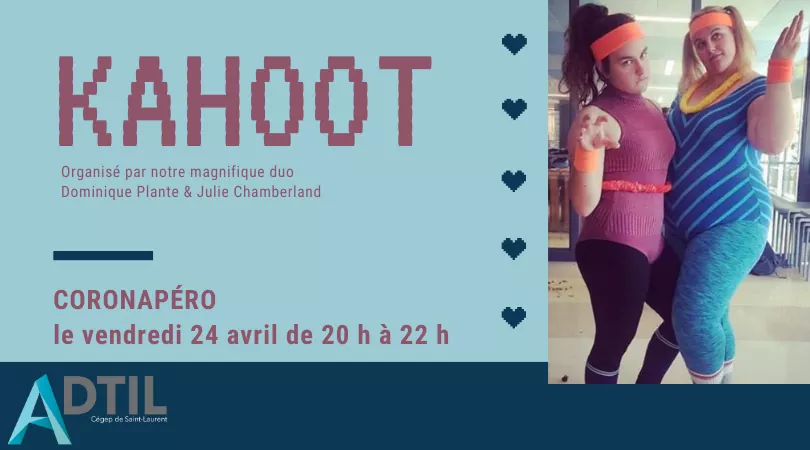 KAHOOT
Organisé par notre magnifique duo
Dominique Plante & Julie Chamberland
CORONAPÉRO
le vendredi 24 avril de 20 h à 22 h
ADTIL
Cégep de Saint-Laurent